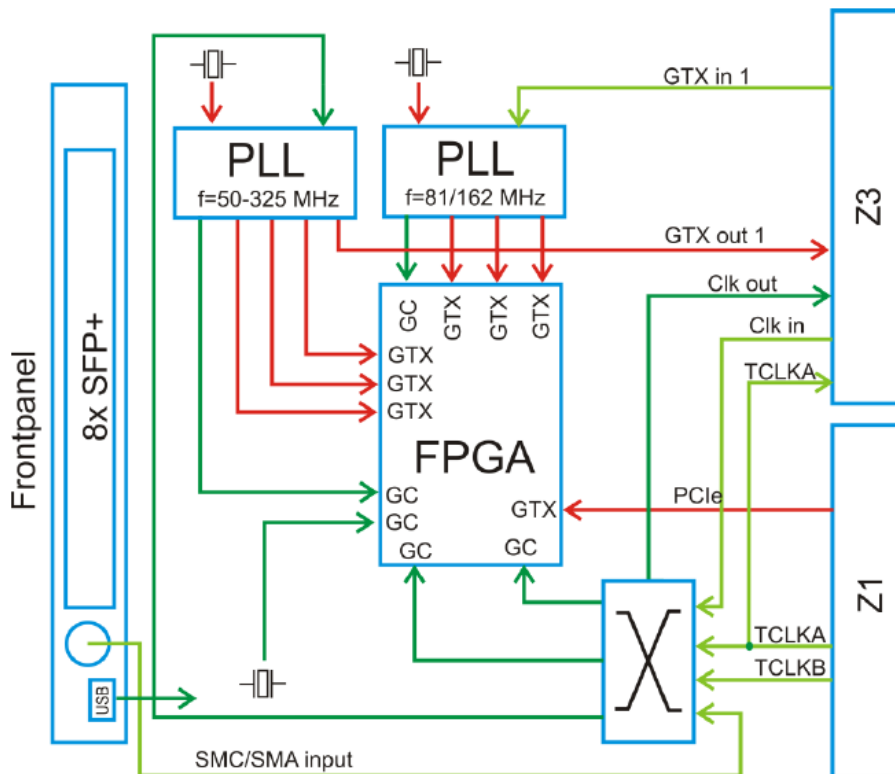 GTX in 1
PLL
f=50-325 MHz
PLL
f=81/162 MHz
Z3
GTX out 1
Clk out
Clk in
TCLKA
GC
GTX
GTX
GTX
GTX
GTX
GTX
Frontpanel
8x SFP+
FPGA
GC
GC
GC
GTX
GC
PCIe
Z1
TCLKA
TCLKB
USB
SMC/SMA input